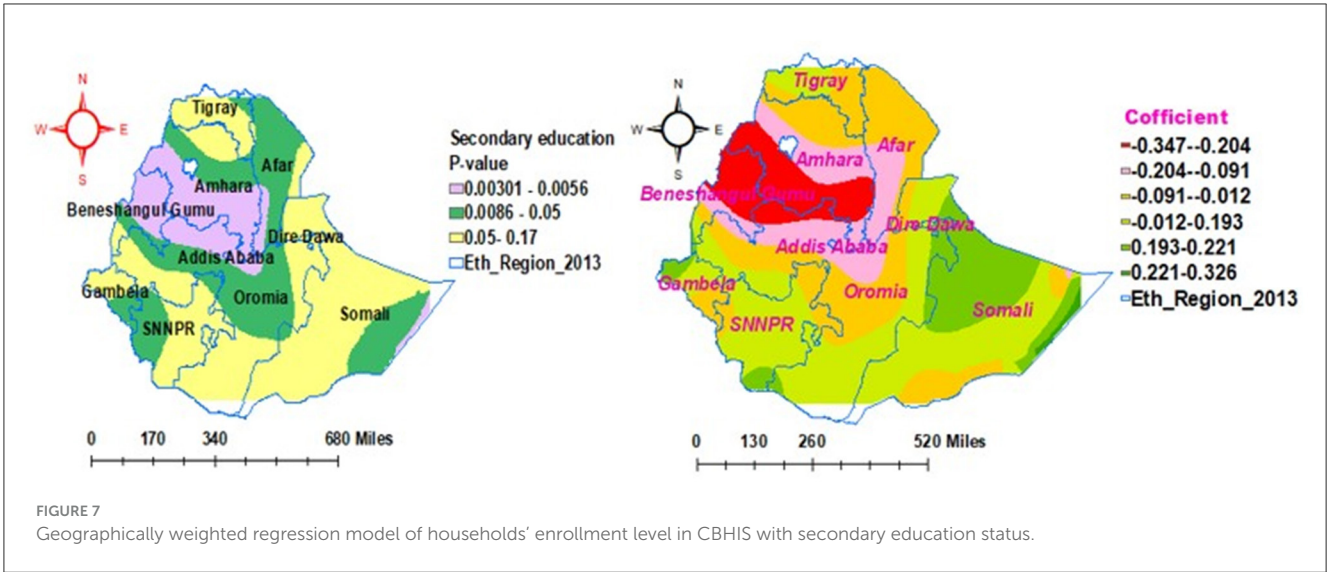 N
W
E
S
Tigray
Afar
Amhara
Beneshangul Gumu
Dire Dawa
Addis Ababa
Gambela
Oromia
SNNPR
Somali
Secondary education
P-value
0.00301 - 0.0056
0.0086 - 0.05
0.05- 0.17
Eth_Region_2013
0 170 340 680 Miles
N
W
E
S
Tigray
Afar
Amhara
Beneshangul Gumu
Dire Dawa
Addis Ababa
Gambela
Oromia
SNNPR
Somali
Cofficient
-0.347--0.204
-0.204--0.091
-0.091--0.012
-0.012-0.193
0.193-0.221
0.221-0.326
Eth_Region_2013
0 130 260 520 Miles
FIGURE 7
Geographically weighted regression model of households’ enrollment level in CBHIS with secondary education status.